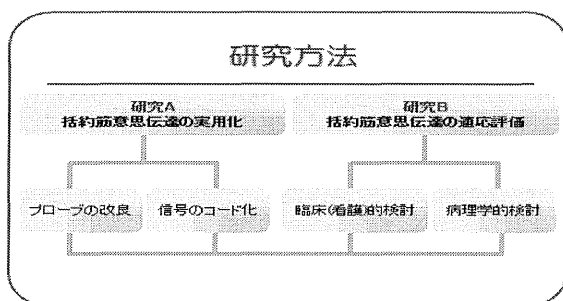 研究方法
研究A
括約筋意思伝達の実用化
研究B
括約筋意思伝達の適応評価
プローブの改良
信号のコード化
臨床(看護)的検討
病理学的検討